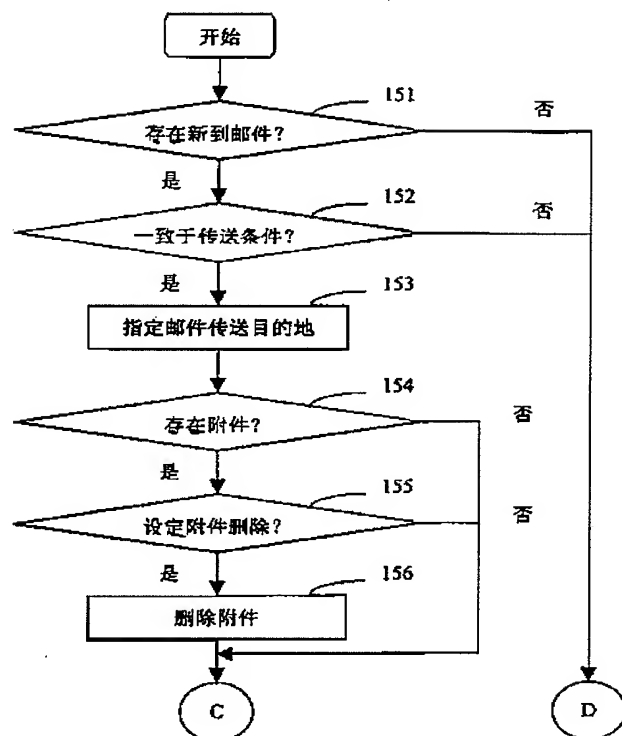 开始
151
存在新到邮件?
否
是
152
一致于传送条件?
否
是
153
指定邮件传送目的地
154
存在附件?
否
是
155
设定附件删除?
否
是
156
删除附件
C
D